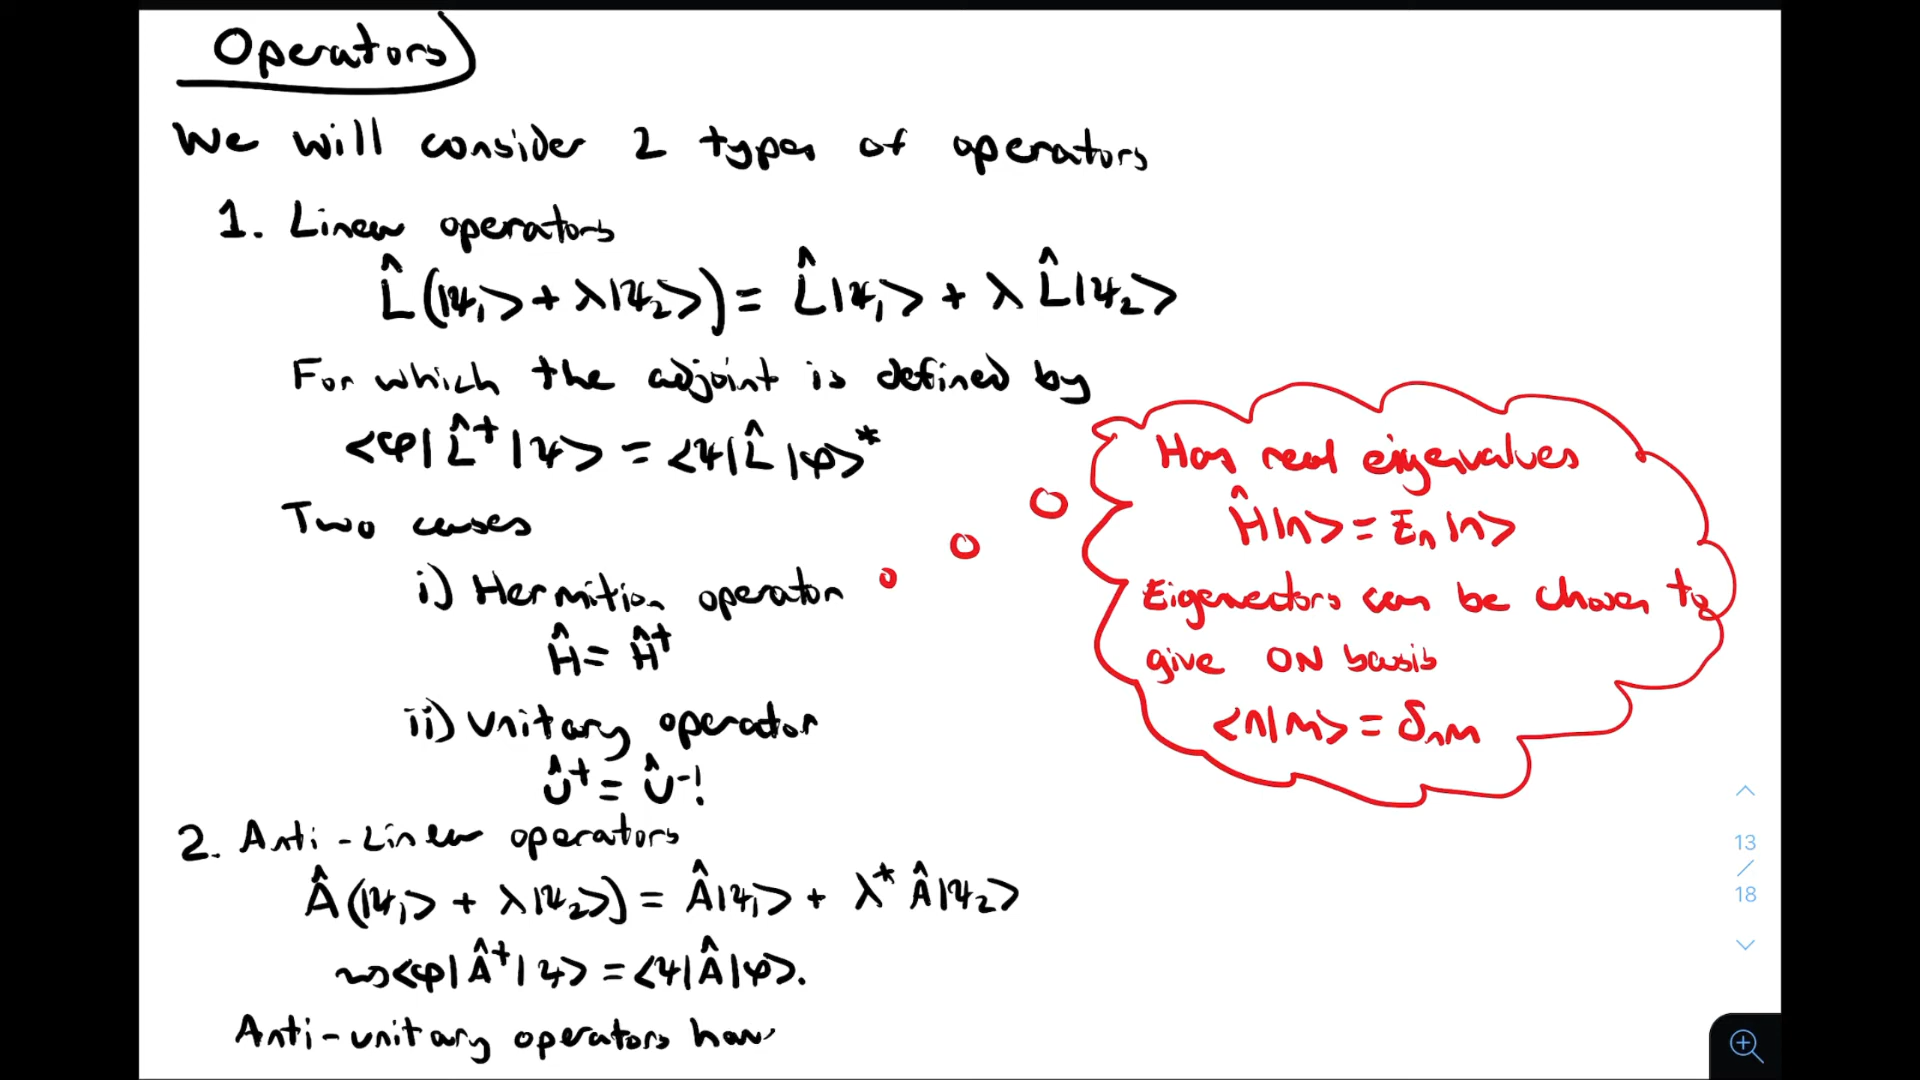 Operators
We will consider 2 types of operators
1. Linear operators
L̂(|ψ₁> + λ|ψ₂>) = L̂|ψ₁> + λ L̂|ψ₂>
For which the adjoint is defined by
<φ|L̂†|ψ> = <ψ|L̂|φ>*
Two cases
i) Hermition operator
Ĥ = Ĥ†
ii) Unitary operator
Û† = Û⁻¹
2. Anti-Linear operators
Â(|ψ₁> + λ|ψ₂>) = Â|ψ₁> + λ* Â|ψ₂>
⇝ <φ|Â†|ψ> = <ψ|Â|φ>.
Anti-unitary operators hav
Has real eigenvalues
Ĥ|n> = Eₙ|n>
Eigenvectors can be chosen to
give ON basis
<n|m> = δₙₘ
13
/
18